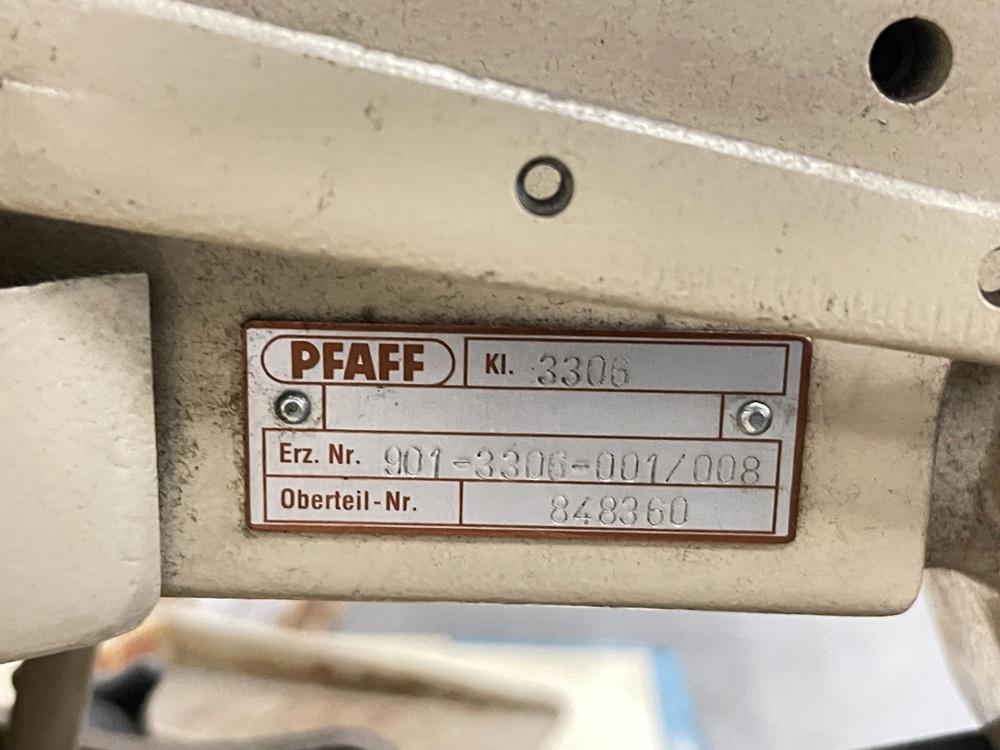 PFAFF Kl. 3306
Erz. Nr. 901-3306-001/008
Oberteil-Nr. 848360